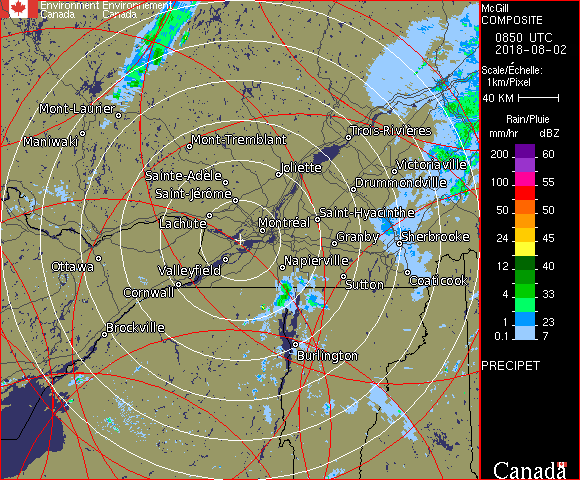 Environment Environnement
Canada Canada
McGill
COMPOSITE
0850 UTC
2018-08-02
Scale/Échelle:
1km/Pixel
40 KM
Rain/Pluie
mm/hr dBZ
200 60
150 57
100 55
50 50
24 45
12 40
4 33
1 23
0.1 7
PRECIPET
Canada
Mont-Laurier
Maniwaki
Mont-Tremblant
Trois-Rivières
Sainte-Adèle
Joliette
Victoriaville
Saint-Jérôme
Drummondville
Lachute
Montréal
Saint-Hyacinthe
Granby
Sherbrooke
Ottawa
Valleyfield
Napierville
Cornwall
Sutton
Coaticook
Brockville
Burlington